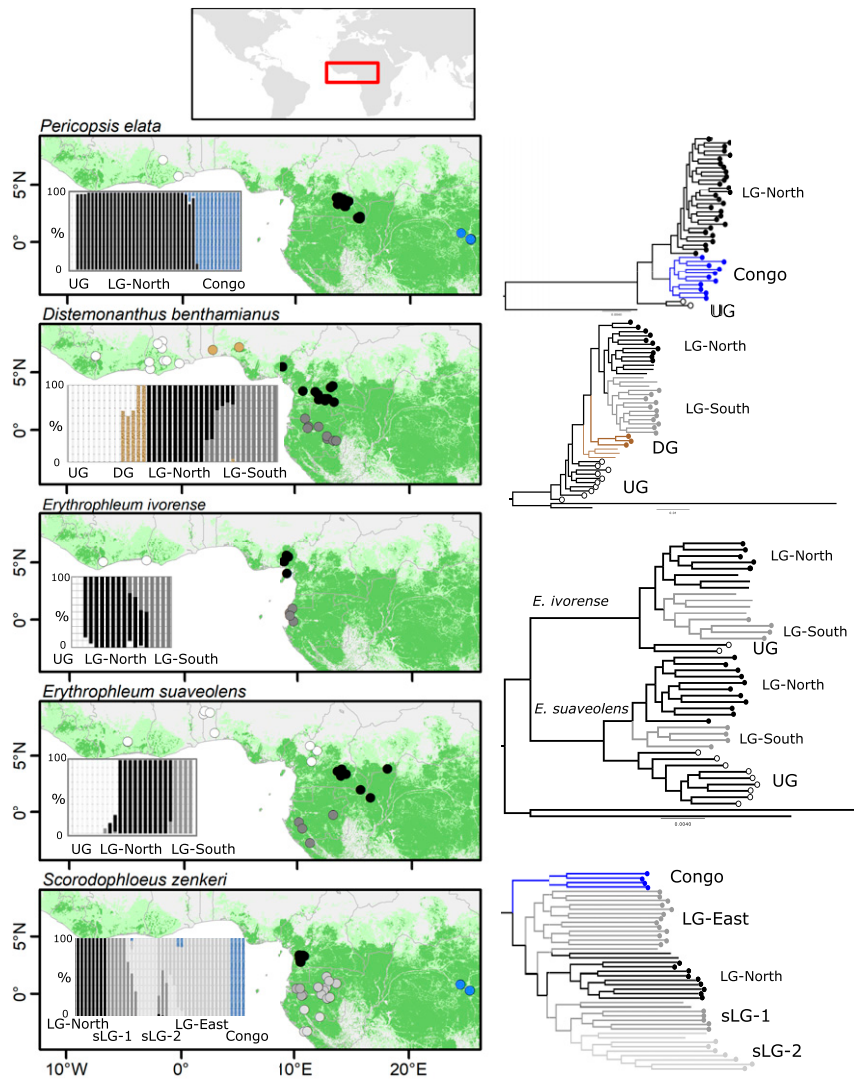 Pericopsis elata
5°N
0°
100
%
0
UG LG-North Congo
LG-North
Congo
UG
Distemonanthus benthamianus
5°N
0°
100
%
0
UG DG LG-North LG-South
LG-North
LG-South
DG
UG
Erythrophleum ivorense
5°N
0°
100
%
0
UG LG-North LG-South
E. ivorense
LG-North
LG-South
UG
Erythrophleum suaveolens
5°N
0°
100
%
0
UG LG-North LG-South
E. suaveolens
LG-North
LG-South
UG
0.0040
Scorodophloeus zenkeri
5°N
0°
100
%
0
LG-North LG-East
sLG-1 sLG-2 Congo
Congo
LG-East
LG-North
sLG-1
sLG-2
10°W 0° 10°E 20°E